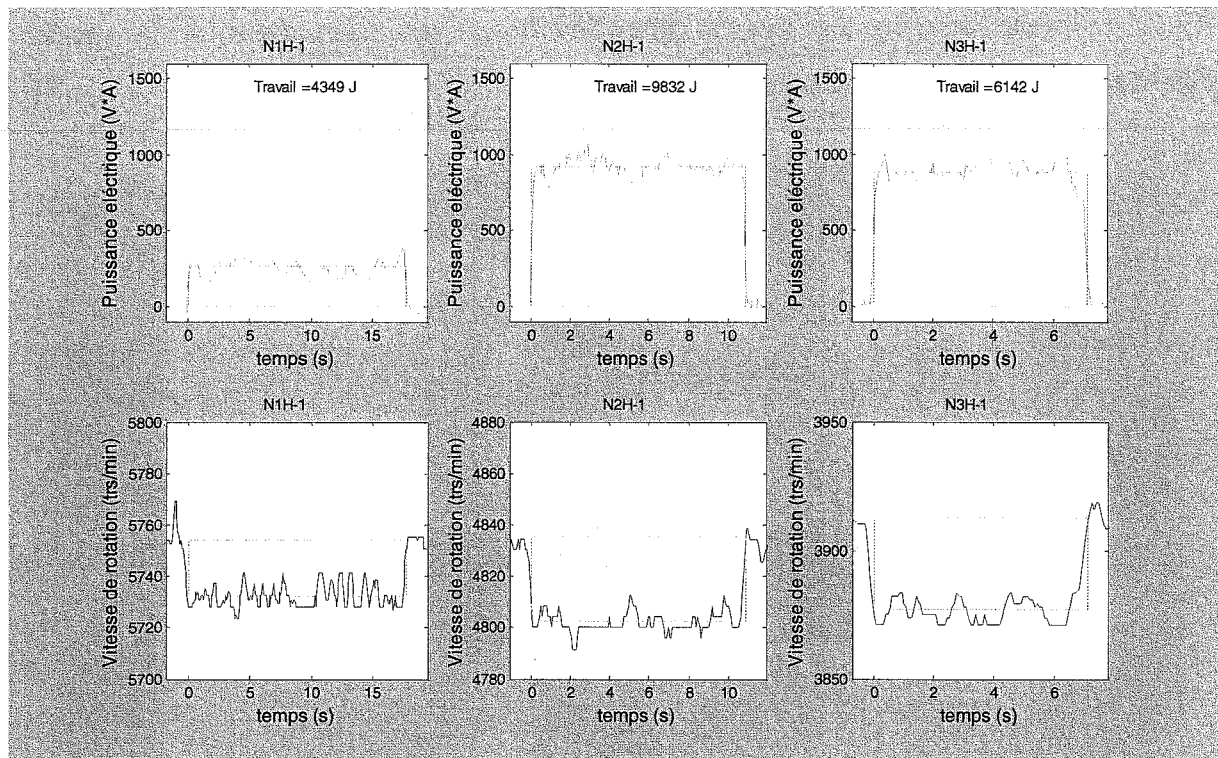 N1H-1
N2H-1
N3H-1
Puissance eléctrique (V*A)
1500
1000
500
0
Travail =4349 J
0
5
10
15
temps (s)
Puissance eléctrique (V*A)
1500
1000
500
0
Travail =9832 J
0
2
4
6
8
10
temps (s)
Puissance eléctrique (V*A)
1500
1000
500
0
Travail =6142 J
0
2
4
6
temps (s)
N1H-1
N2H-1
N3H-1
Vitesse de rotation (trs/min)
5800
5780
5760
5740
5720
5700
0
5
10
15
temps (s)
Vitesse de rotation (trs/min)
4880
4860
4840
4820
4800
4780
0
2
4
6
8
10
temps (s)
Vitesse de rotation (trs/min)
3950
3900
3850
0
2
4
6
temps (s)